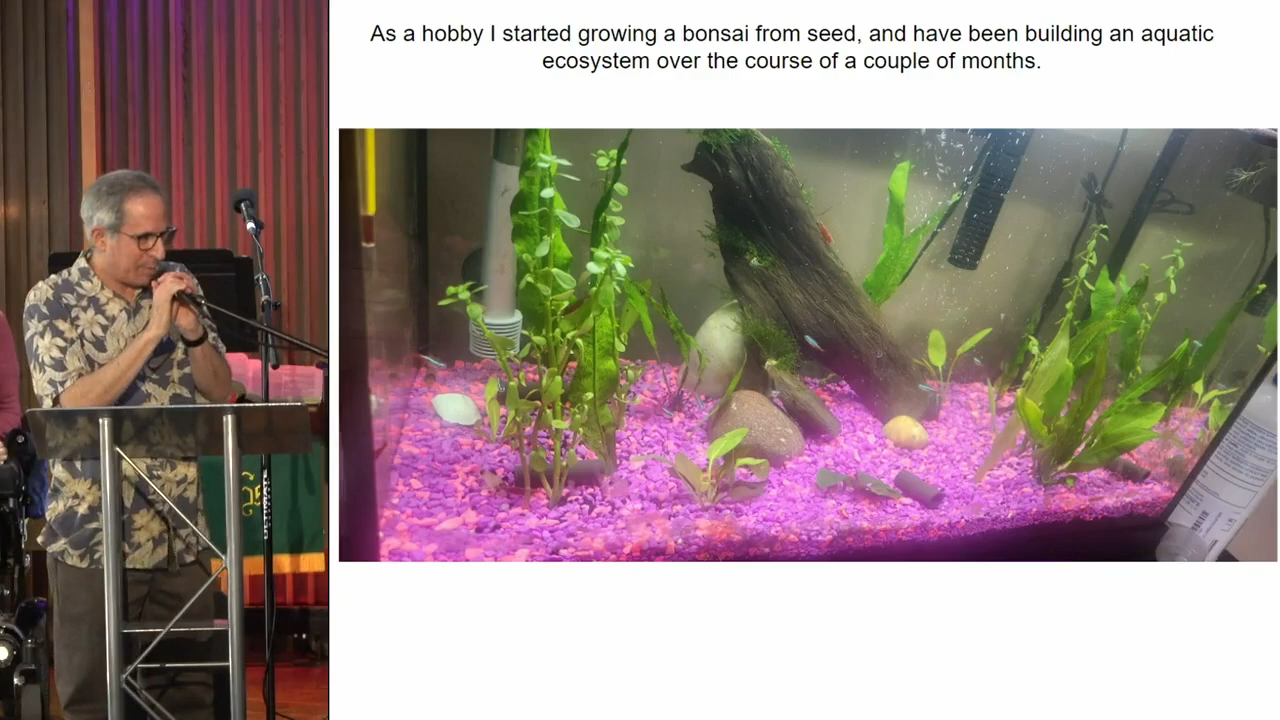 As a hobby I started growing a bonsai from seed, and have been building an aquatic
ecosystem over the course of a couple of months.